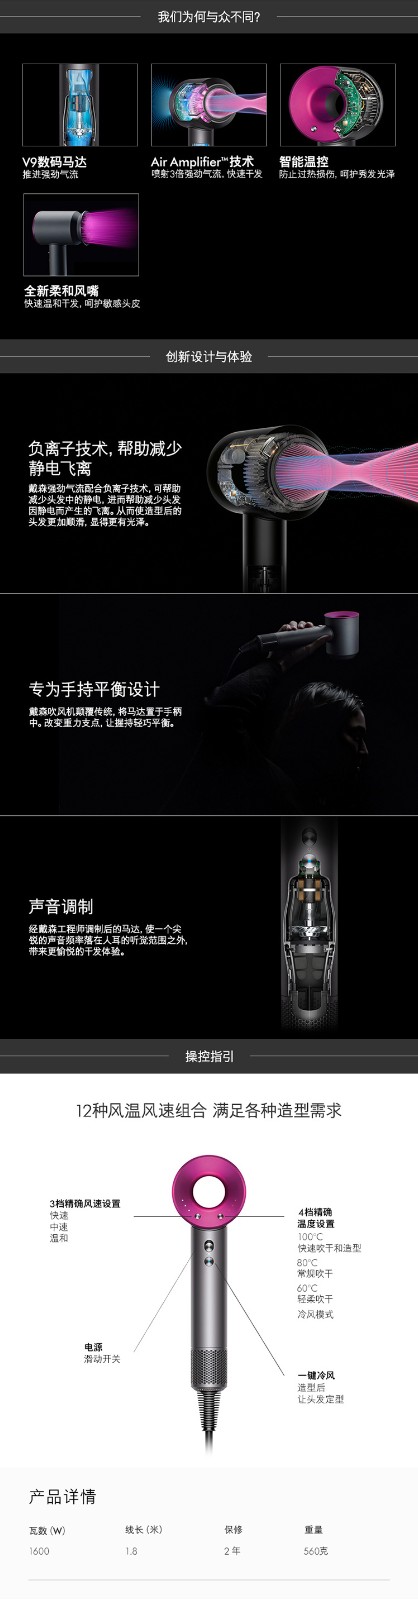 我们为何与众不同?
V9数码马达
推进强劲气流
Air Amplifier™技术
喷射3倍强劲气流, 快速干发
智能温控
防止过热损伤, 呵护秀发光泽
全新柔和风嘴
快速温和干发, 呵护敏感头皮
创新设计与体验
负离子技术, 帮助减少
静电飞离
戴森强劲气流配合负离子技术, 可帮助
减少头发中的静电, 进而帮助减少头发
因静电而产生的飞离。从而使造型后的
头发更加顺滑, 显得更有光泽。
专为手持平衡设计
戴森吹风机颠覆传统, 将马达置于手柄
中。改变重力支点, 让握持轻巧平衡。
声音调制
经戴森工程师调制后的马达, 使一个尖
锐的声音频率落在人耳的听觉范围之外,
带来更愉悦的干发体验。
操控指引
12种风温风速组合 满足各种造型需求
3档精确风速设置
快速
中速
温和
4档精确
温度设置
100°C
快速吹干和造型
80°C
常规吹干
60°C
轻柔吹干
冷风模式
电源
滑动开关
一键冷风
造型后
让头发定型
产品详情
瓦数 (W) 线长 (米) 保修 重量
1600 1.8 2 年 560克